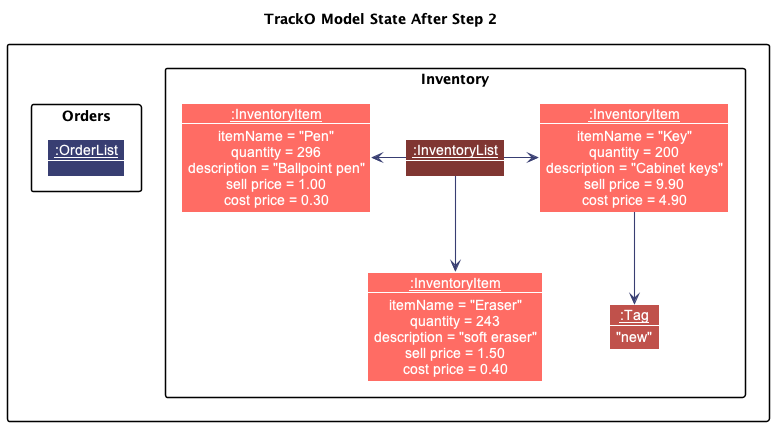 TrackO Model State After Step 2
Inventory
Orders
:OrderList
:InventoryItem
itemName = "Pen"
quantity = 296
description = "Ballpoint pen"
sell price = 1.00
cost price = 0.30
:InventoryList
:InventoryItem
itemName = "Key"
quantity = 200
description = "Cabinet keys"
sell price = 9.90
cost price = 4.90
:InventoryItem
itemName = "Eraser"
quantity = 243
description = "soft eraser"
sell price = 1.50
cost price = 0.40
:Tag
"new"